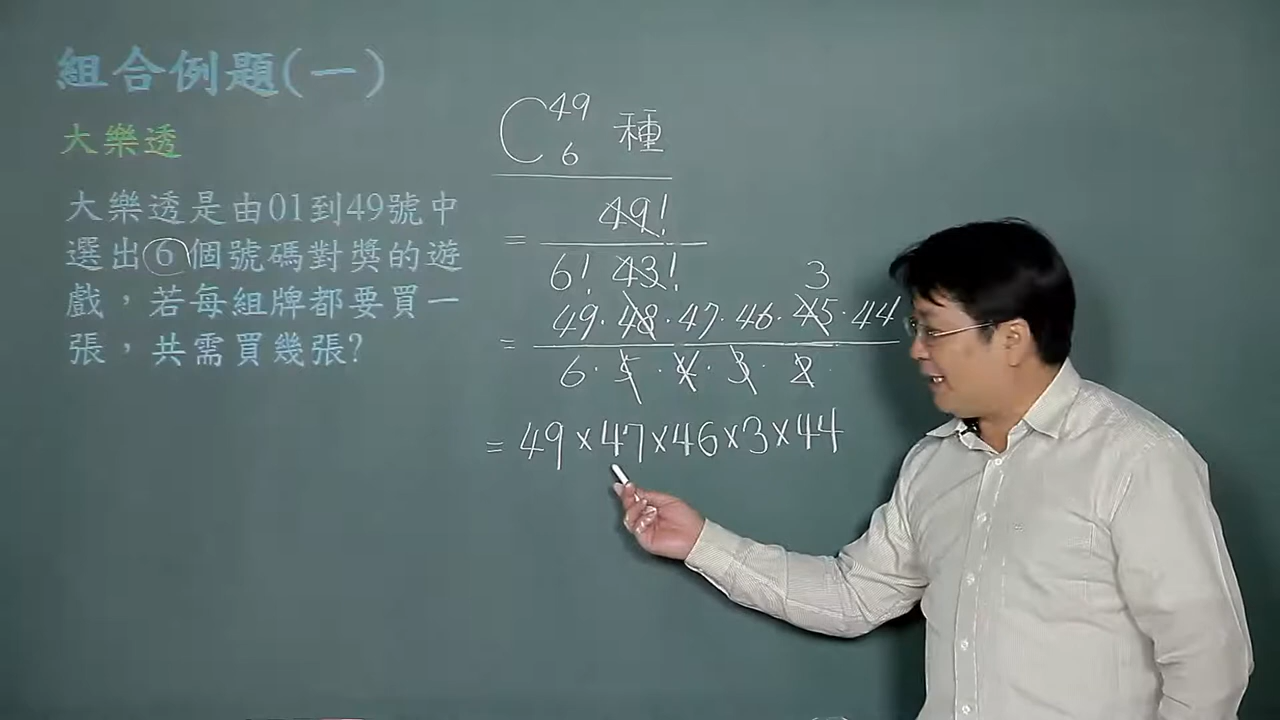 組合例題(一)
大樂透
大樂透是由01到49號中
選出6個號碼對獎的遊
戲，若每組牌都要買一
張，共需買幾張?
C 49 6 種
= 49! / 6! 43!
3
= 49·48·47·46·45·44 / 6·5·4·3·2
= 49×47×46×3×44